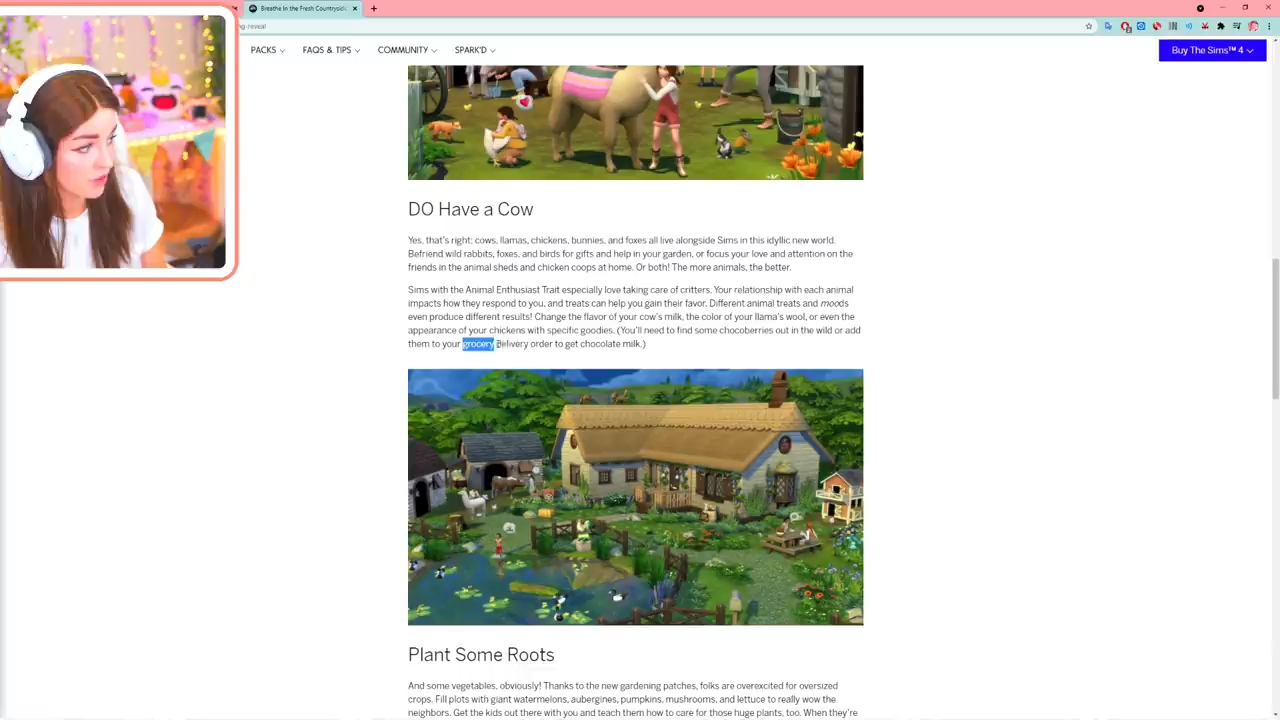 Breathe In the Fresh Countrysid
ng-reveal
PACKS
FAQS & TIPS
COMMUNITY
SPARK'D
Buy The Sims™ 4
DO Have a Cow
Yes, that's right; cows, llamas, chickens, bunnies, and foxes all live alongside Sims in this idyllic new world.
Befriend wild rabbits, foxes, and birds for gifts and help in your garden, or focus your love and attention on the
friends in the animal sheds and chicken coops at home. Or both! The more animals, the better.
Sims with the Animal Enthusiast Trait especially love taking care of critters. Your relationship with each animal
impacts how they respond to you, and treats can help you gain their favor. Different animal treats and moods
even produce different results! Change the flavor of your cow's milk, the color of your llama's wool, or even the
appearance of your chickens with specific goodies. (You'll need to find some chocoberries out in the wild or add
them to your grocery delivery order to get chocolate milk.)
Plant Some Roots
And some vegetables, obviously! Thanks to the new gardening patches, folks are overexcited for oversized
crops. Fill plots with giant watermelons, aubergines, pumpkins, mushrooms, and lettuce to really wow the
neighbors. Get the kids out there with you and teach them how to care for those huge plants, too. When they're